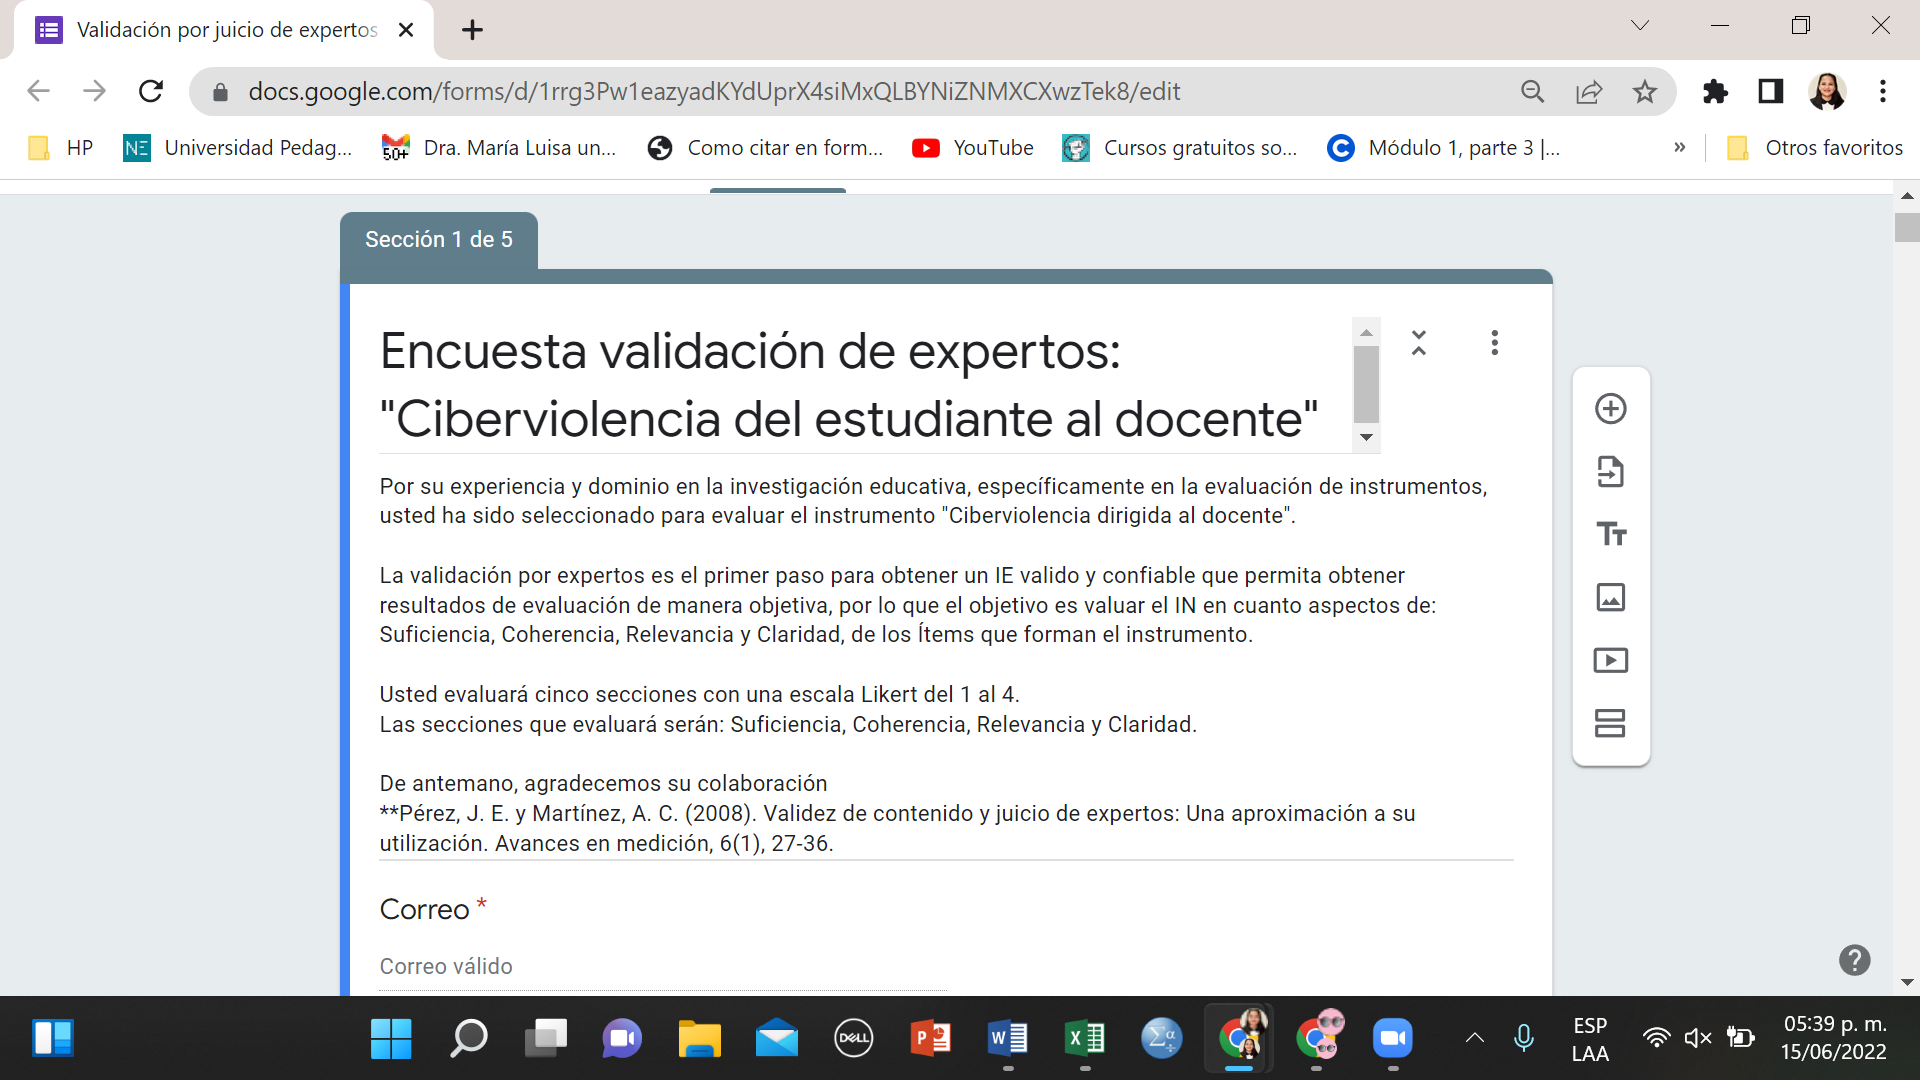 Validación por juicio de expertos
docs.google.com/forms/d/1rrg3Pw1eazyadKYdUprX4siMxQLBYNiZNMXCXwzTek8/edit
HP
NE
Universidad Pedag...
50+
Dra. María Luisa un...
Como citar en form...
YouTube
Cursos gratuitos so...
Módulo 1, parte 3 |...
»
Otros favoritos
Sección 1 de 5
Encuesta validación de expertos:
"Ciberviolencia del estudiante al docente"
Por su experiencia y dominio en la investigación educativa, específicamente en la evaluación de instrumentos,
usted ha sido seleccionado para evaluar el instrumento "Ciberviolencia dirigida al docente".
La validación por expertos es el primer paso para obtener un IE valido y confiable que permita obtener
resultados de evaluación de manera objetiva, por lo que el objetivo es valuar el IN en cuanto aspectos de:
Suficiencia, Coherencia, Relevancia y Claridad, de los Ítems que forman el instrumento.
Usted evaluará cinco secciones con una escala Likert del 1 al 4.
Las secciones que evaluará serán: Suficiencia, Coherencia, Relevancia y Claridad.
De antemano, agradecemos su colaboración
**Pérez, J. E. y Martínez, A. C. (2008). Validez de contenido y juicio de expertos: Una aproximación a su
utilización. Avances en medición, 6(1), 27-36.
Correo *
Correo válido
Tт
DELL
P
W
X
Σα
ESP
LAA
05:39 p. m.
15/06/2022